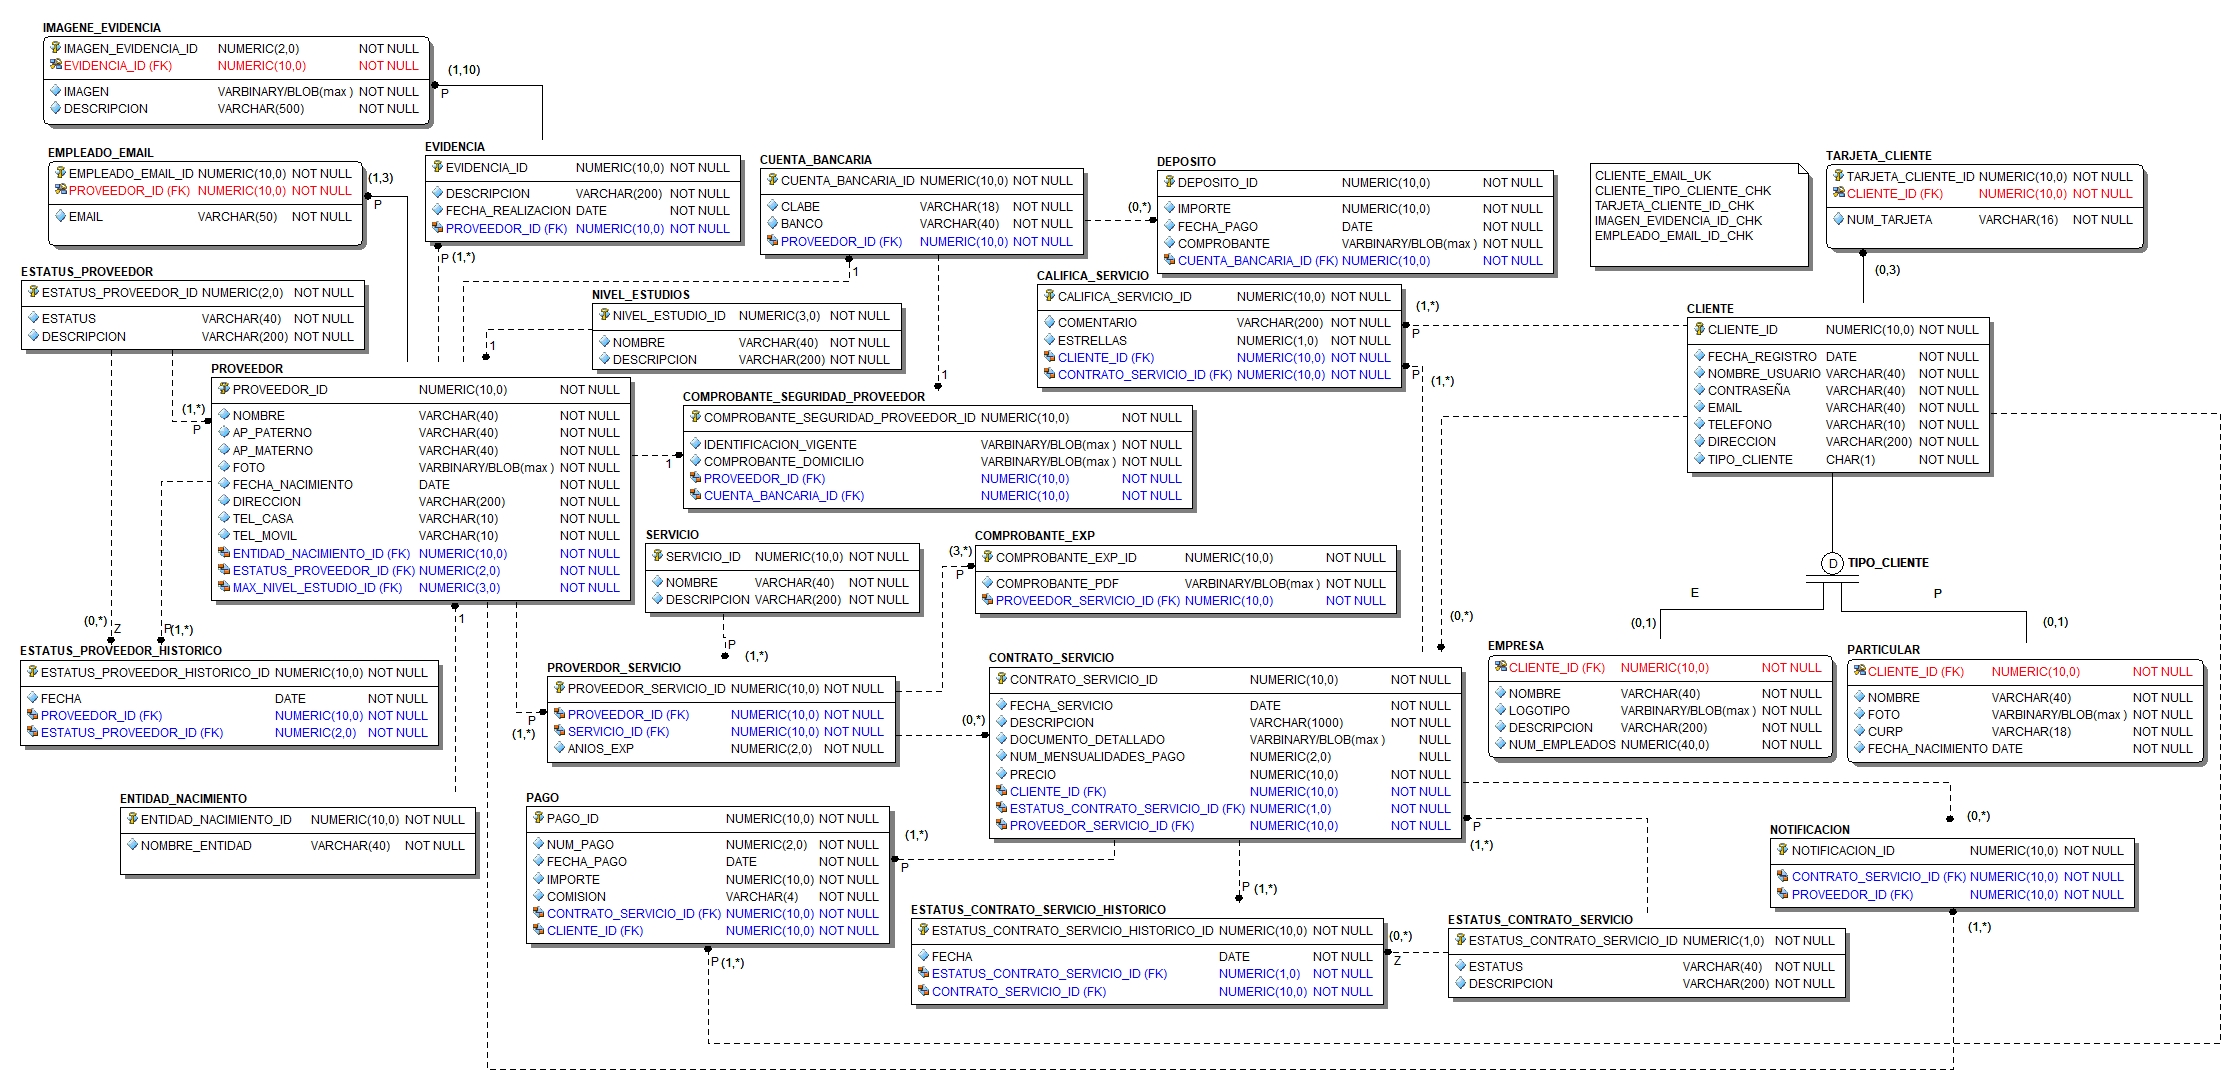 IMAGENE_EVIDENCIA
IMAGEN_EVIDENCIA_ID NUMERIC(2,0) NOT NULL
EVIDENCIA_ID (FK) NUMERIC(10,0) NOT NULL
IMAGEN VARBINARY/BLOB(max ) NOT NULL
DESCRIPCION VARCHAR(500) NOT NULL
(1,10)
P
EMPLEADO_EMAIL
EMPLEADO_EMAIL_ID NUMERIC(10,0) NOT NULL
PROVEEDOR_ID (FK) NUMERIC(10,0) NOT NULL
EMAIL VARCHAR(50) NOT NULL
(1,3)
P
EVIDENCIA
EVIDENCIA_ID NUMERIC(10,0) NOT NULL
DESCRIPCION VARCHAR(200) NOT NULL
FECHA_REALIZACION DATE NOT NULL
PROVEEDOR_ID (FK) NUMERIC(10,0) NOT NULL
P (1,*)
CUENTA_BANCARIA
CUENTA_BANCARIA_ID NUMERIC(10,0) NOT NULL
CLABE VARCHAR(18) NOT NULL
BANCO VARCHAR(40) NOT NULL
PROVEEDOR_ID (FK) NUMERIC(10,0) NOT NULL
1
(0,*)
DEPOSITO
DEPOSITO_ID NUMERIC(10,0) NOT NULL
IMPORTE NUMERIC(10,0) NOT NULL
FECHA_PAGO DATE NOT NULL
COMPROBANTE VARBINARY/BLOB(max ) NOT NULL
CUENTA_BANCARIA_ID (FK) NUMERIC(10,0) NOT NULL
CLIENTE_EMAIL_UK
CLIENTE_TIPO_CLIENTE_CHK
TARJETA_CLIENTE_ID_CHK
IMAGEN_EVIDENCIA_ID_CHK
EMPLEADO_EMAIL_ID_CHK
TARJETA_CLIENTE
TARJETA_CLIENTE_ID NUMERIC(10,0) NOT NULL
CLIENTE_ID (FK) NUMERIC(10,0) NOT NULL
NUM_TARJETA VARCHAR(16) NOT NULL
(0,3)
ESTATUS_PROVEEDOR
ESTATUS_PROVEEDOR_ID NUMERIC(2,0) NOT NULL
ESTATUS VARCHAR(40) NOT NULL
DESCRIPCION VARCHAR(200) NOT NULL
(1,*)
P
NIVEL_ESTUDIOS
NIVEL_ESTUDIO_ID NUMERIC(3,0) NOT NULL
NOMBRE VARCHAR(40) NOT NULL
DESCRIPCION VARCHAR(200) NOT NULL
1
1
CALIFICA_SERVICIO
CALIFICA_SERVICIO_ID NUMERIC(10,0) NOT NULL
COMENTARIO VARCHAR(200) NOT NULL
ESTRELLAS NUMERIC(1,0) NOT NULL
CLIENTE_ID (FK) NUMERIC(10,0) NOT NULL
CONTRATO_SERVICIO_ID (FK) NUMERIC(10,0) NOT NULL
(1,*)
P
P
(1,*)
CLIENTE
CLIENTE_ID NUMERIC(10,0) NOT NULL
FECHA_REGISTRO DATE NOT NULL
NOMBRE_USUARIO VARCHAR(40) NOT NULL
CONTRASEÑA VARCHAR(40) NOT NULL
EMAIL VARCHAR(40) NOT NULL
TELEFONO VARCHAR(10) NOT NULL
DIRECCION VARCHAR(200) NOT NULL
TIPO_CLIENTE CHAR(1) NOT NULL
PROVEEDOR
PROVEEDOR_ID NUMERIC(10,0) NOT NULL
NOMBRE VARCHAR(40) NOT NULL
AP_PATERNO VARCHAR(40) NOT NULL
AP_MATERNO VARCHAR(40) NOT NULL
FOTO VARBINARY/BLOB(max ) NOT NULL
FECHA_NACIMIENTO DATE NOT NULL
DIRECCION VARCHAR(200) NOT NULL
TEL_CASA VARCHAR(10) NOT NULL
TEL_MOVIL VARCHAR(10) NOT NULL
ENTIDAD_NACIMIENTO_ID (FK) NUMERIC(10,0) NOT NULL
ESTATUS_PROVEEDOR_ID (FK) NUMERIC(2,0) NOT NULL
MAX_NIVEL_ESTUDIO_ID (FK) NUMERIC(3,0) NOT NULL
1
COMPROBANTE_SEGURIDAD_PROVEEDOR
COMPROBANTE_SEGURIDAD_PROVEEDOR_ID NUMERIC(10,0) NOT NULL
IDENTIFICACION_VIGENTE VARBINARY/BLOB(max ) NOT NULL
COMPROBANTE_DOMICILIO VARBINARY/BLOB(max ) NOT NULL
PROVEEDOR_ID (FK) NUMERIC(10,0) NOT NULL
CUENTA_BANCARIA_ID (FK) NUMERIC(10,0) NOT NULL
SERVICIO
SERVICIO_ID NUMERIC(10,0) NOT NULL
NOMBRE VARCHAR(40) NOT NULL
DESCRIPCION VARCHAR(200) NOT NULL
P
(1,*)
COMPROBANTE_EXP
COMPROBANTE_EXP_ID NUMERIC(10,0) NOT NULL
COMPROBANTE_PDF VARBINARY/BLOB(max ) NOT NULL
PROVEEDOR_SERVICIO_ID (FK) NUMERIC(10,0) NOT NULL
(3,*)
P
D TIPO_CLIENTE
E
P
(0,1)
(0,1)
(0,*)
(0,*) Z
P (1,*)
1
ESTATUS_PROVEEDOR_HISTORICO
ESTATUS_PROVEEDOR_HISTORICO_ID NUMERIC(10,0) NOT NULL
FECHA DATE NOT NULL
PROVEEDOR_ID (FK) NUMERIC(10,0) NOT NULL
ESTATUS_PROVEEDOR_ID (FK) NUMERIC(2,0) NOT NULL
PROVERDOR_SERVICIO
PROVEEDOR_SERVICIO_ID NUMERIC(10,0) NOT NULL
PROVEEDOR_ID (FK) NUMERIC(10,0) NOT NULL
SERVICIO_ID (FK) NUMERIC(10,0) NOT NULL
ANIOS_EXP NUMERIC(2,0) NOT NULL
P
(1,*)
(0,*)
CONTRATO_SERVICIO
CONTRATO_SERVICIO_ID NUMERIC(10,0) NOT NULL
FECHA_SERVICIO DATE NOT NULL
DESCRIPCION VARCHAR(1000) NOT NULL
DOCUMENTO_DETALLADO VARBINARY/BLOB(max ) NULL
NUM_MENSUALIDADES_PAGO NUMERIC(2,0) NULL
PRECIO NUMERIC(10,0) NOT NULL
CLIENTE_ID (FK) NUMERIC(10,0) NOT NULL
ESTATUS_CONTRATO_SERVICIO_ID (FK) NUMERIC(1,0) NOT NULL
PROVEEDOR_SERVICIO_ID (FK) NUMERIC(10,0) NOT NULL
P
(1,*)
EMPRESA
CLIENTE_ID (FK) NUMERIC(10,0) NOT NULL
NOMBRE VARCHAR(40) NOT NULL
LOGOTIPO VARBINARY/BLOB(max ) NOT NULL
DESCRIPCION VARCHAR(200) NOT NULL
NUM_EMPLEADOS NUMERIC(40,0) NOT NULL
PARTICULAR
CLIENTE_ID (FK) NUMERIC(10,0) NOT NULL
NOMBRE VARCHAR(40) NOT NULL
FOTO VARBINARY/BLOB(max ) NOT NULL
CURP VARCHAR(18) NOT NULL
FECHA_NACIMIENTO DATE NOT NULL
ENTIDAD_NACIMIENTO
ENTIDAD_NACIMIENTO_ID NUMERIC(10,0) NOT NULL
NOMBRE_ENTIDAD VARCHAR(40) NOT NULL
PAGO
PAGO_ID NUMERIC(10,0) NOT NULL
NUM_PAGO NUMERIC(2,0) NOT NULL
FECHA_PAGO DATE NOT NULL
IMPORTE NUMERIC(10,0) NOT NULL
COMISION VARCHAR(4) NOT NULL
CONTRATO_SERVICIO_ID (FK) NUMERIC(10,0) NOT NULL
CLIENTE_ID (FK) NUMERIC(10,0) NOT NULL
(1,*)
P
P (1,*)
P (1,*)
ESTATUS_CONTRATO_SERVICIO_HISTORICO
ESTATUS_CONTRATO_SERVICIO_HISTORICO_ID NUMERIC(10,0) NOT NULL
FECHA DATE NOT NULL
ESTATUS_CONTRATO_SERVICIO_ID (FK) NUMERIC(1,0) NOT NULL
CONTRATO_SERVICIO_ID (FK) NUMERIC(10,0) NOT NULL
(0,*)
Z
ESTATUS_CONTRATO_SERVICIO
ESTATUS_CONTRATO_SERVICIO_ID NUMERIC(1,0) NOT NULL
ESTATUS VARCHAR(40) NOT NULL
DESCRIPCION VARCHAR(200) NOT NULL
(0,*)
NOTIFICACION
NOTIFICACION_ID NUMERIC(10,0) NOT NULL
CONTRATO_SERVICIO_ID (FK) NUMERIC(10,0) NOT NULL
PROVEEDOR_ID (FK) NUMERIC(10,0) NOT NULL
(1,*)